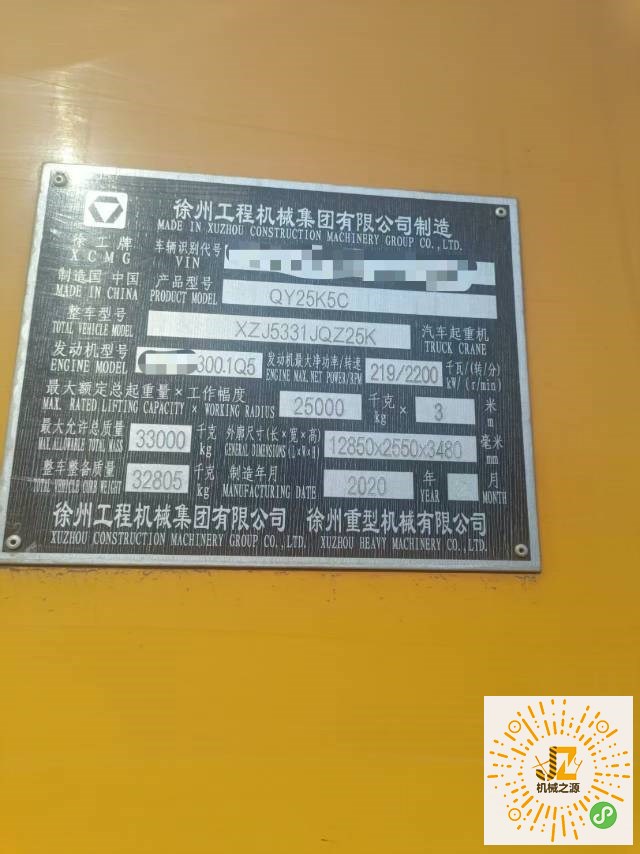 徐州工程机械集团有限公司制造
MADE IN XUZHOU CONSTRUCTION MACHINERY GROUP CO.,LTD.
徐工牌
XCMG
车辆识别代号
VIN
制造国 中国
MADE IN CHINA
产品型号
PRODUCT MODEL
QY25K5C
整车型号
TOTAL VEHICLE MODEL
XZJ5331JQZ25K
汽车起重机
TRUCK CRANE
发动机型号
ENGINE MODEL
300.1Q5
发动机最大净功率/转速
ENGINE MAX.NET POWER/RPM
219/2200
千瓦/(转/分)
kW/ (r/min)
最大额定总起重量×工作幅度
MAX. RATED LIFTING CAPACITY × WORKING RADIUS
25000
千克
kg
×
3
米
m
最大允许总质量
MAX.ALLOWABLE TOTAL MASS
33000
千克
kg
外廓尺寸(长×宽×高)
GENERAL DIMENSIONS (L×W×H)
12850x2550x3480
毫米
mm
整车整备质量
TOTAL VEHICLE CURB WEIGHT
32805
千克
kg
制造年月
MANUFACTURING DATE
2020
年
YEAR
月
MONTH
徐州工程机械集团有限公司 徐州重型机械有限公司
XUZHOU CONSTRUCTION MACHINERY GROUP CO.,LTD. XUZHOU HEAVY MACHINERY CO.,LTD.
机械之源